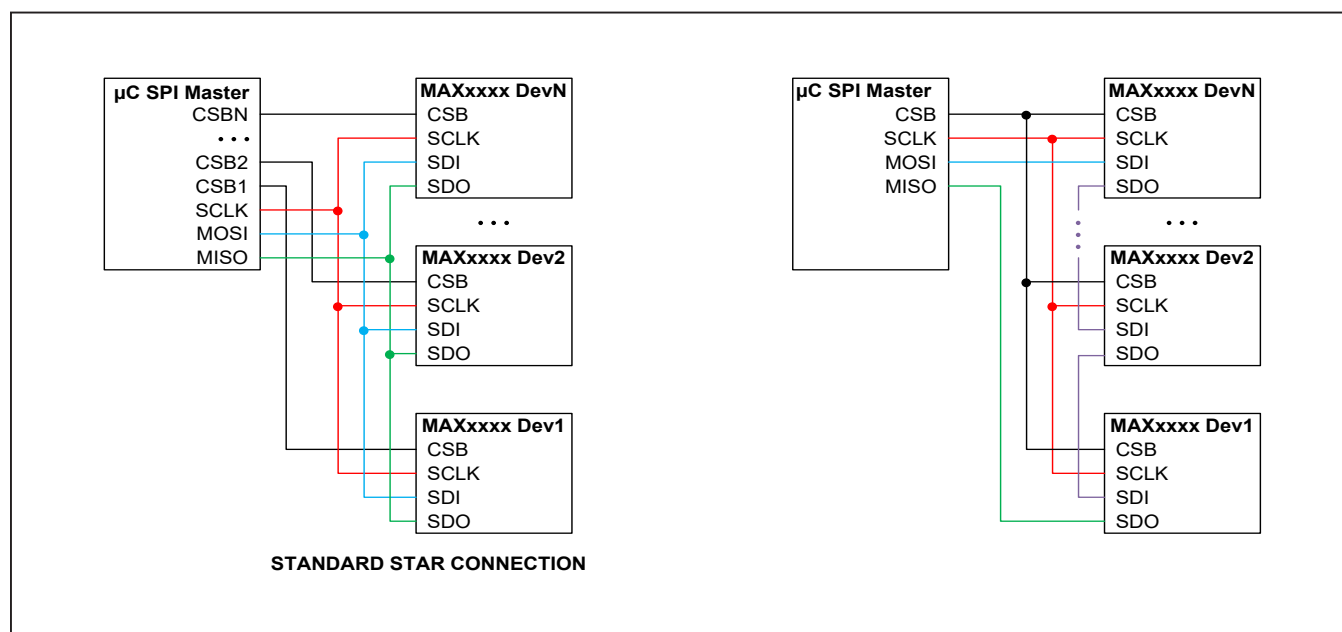 µC SPI Master
CSBN
...
CSB2
CSB1
SCLK
MOSI
MISO
MAXxxxx DevN
CSB
SCLK
SDI
SDO
...
MAXxxxx Dev2
CSB
SCLK
SDI
SDO
MAXxxxx Dev1
CSB
SCLK
SDI
SDO
STANDARD STAR CONNECTION
µC SPI Master
CSB
SCLK
MOSI
MISO
MAXxxxx DevN
CSB
SCLK
SDI
SDO
...
MAXxxxx Dev2
CSB
SCLK
SDI
SDO
MAXxxxx Dev1
CSB
SCLK
SDI
SDO